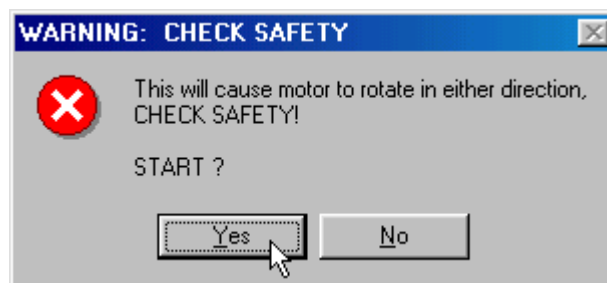 WARNING: CHECK SAFETY
This will cause motor to rotate in either direction,
CHECK SAFETY!
START ?
Yes No